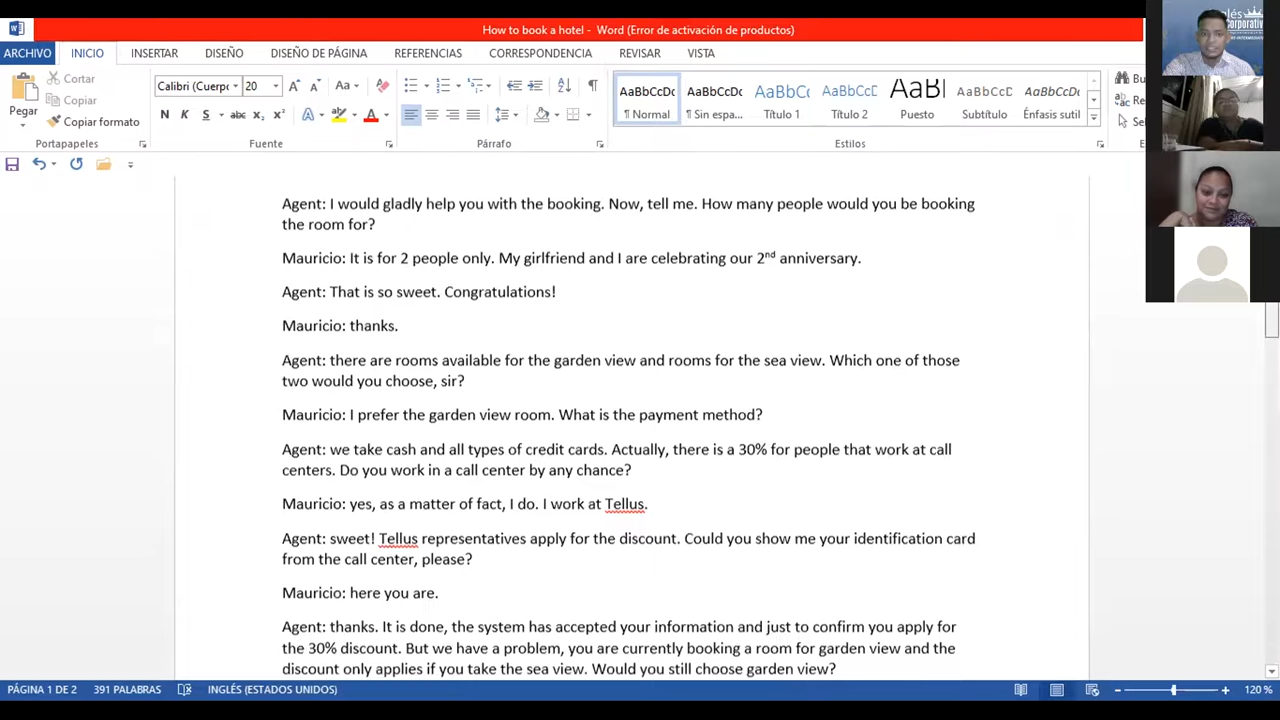 How to book a hotel - Word (Error de activación de productos)
ARCHIVO INICIO INSERTAR DISEÑO DISEÑO DE PÁGINA REFERENCIAS CORRESPONDENCIA REVISAR VISTA
Pegar
Cortar
Copiar
Copiar formato
Portapapeles
Calibri (Cuerpo 20
N K S abc x₂ x²
Fuente
Párrafo
AaBbCcDc AaBbCcDc AaBbCc AaBbCcD AaBl AaBbCcD AaBbCcDc
¶ Normal ¶ Sin espa... Título 1 Título 2 Puesto Subtítulo Énfasis sutil
Estilos
Agent: I would gladly help you with the booking. Now, tell me. How many people would you be booking
the room for?
Mauricio: It is for 2 people only. My girlfriend and I are celebrating our 2nd anniversary.
Agent: That is so sweet. Congratulations!
Mauricio: thanks.
Agent: there are rooms available for the garden view and rooms for the sea view. Which one of those
two would you choose, sir?
Mauricio: I prefer the garden view room. What is the payment method?
Agent: we take cash and all types of credit cards. Actually, there is a 30% for people that work at call
centers. Do you work in a call center by any chance?
Mauricio: yes, as a matter of fact, I do. I work at Tellus.
Agent: sweet! Tellus representatives apply for the discount. Could you show me your identification card
from the call center, please?
Mauricio: here you are.
Agent: thanks. It is done, the system has accepted your information and just to confirm you apply for
the 30% discount. But we have a problem, you are currently booking a room for garden view and the
discount only applies if you take the sea view. Would you still choose garden view?
PÁGINA 1 DE 2 391 PALABRAS INGLÉS (ESTADOS UNIDOS) 120 %